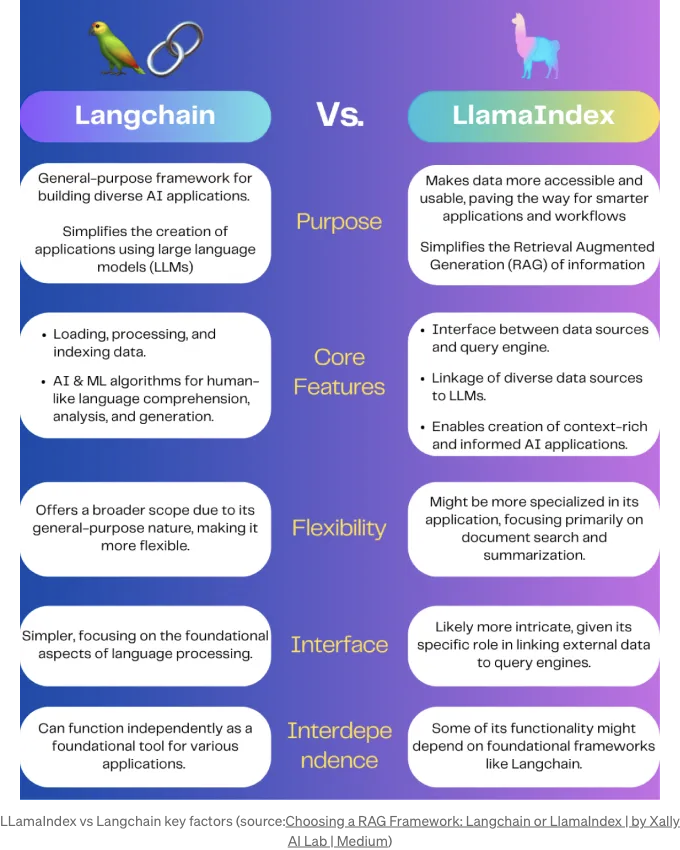 Langchain
Vs.
LlamaIndex
General-purpose framework for
building diverse AI applications.
Simplifies the creation of
applications using large language
models (LLMs)
Purpose
Makes data more accessible and
usable, paving the way for smarter
applications and workflows
Simplifies the Retrieval Augmented
Generation (RAG) of information
• Loading, processing, and
indexing data.
• AI & ML algorithms for human-
like language comprehension,
analysis, and generation.
Core
Features
• Interface between data sources
and query engine.
• Linkage of diverse data sources
to LLMs.
• Enables creation of context-rich
and informed AI applications.
Offers a broader scope due to its
general-purpose nature, making it
more flexible.
Flexibility
Might be more specialized in its
application, focusing primarily on
document search and
summarization.
Simpler, focusing on the foundational
aspects of language processing.
Interface
Likely more intricate, given its
specific role in linking external data
to query engines.
Can function independently as a
foundational tool for various
applications.
Interdepe
ndence
Some of its functionality might
depend on foundational frameworks
like Langchain.
LLamaIndex vs Langchain key factors (source:Choosing a RAG Framework: Langchain or LlamaIndex | by Xally
AI Lab | Medium)